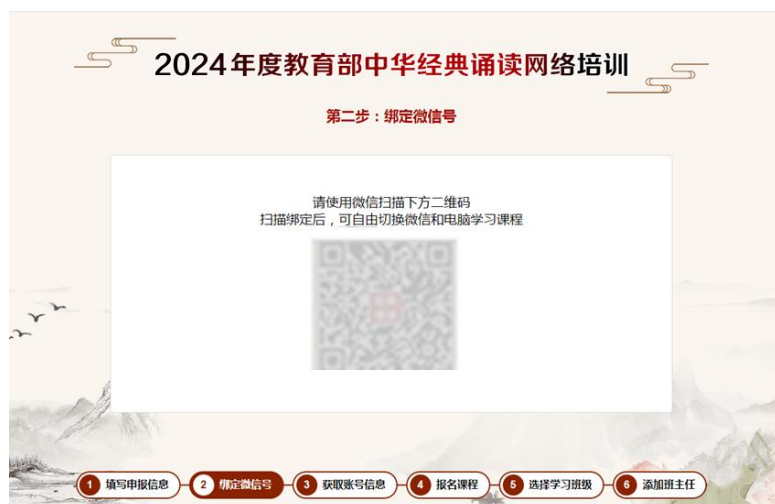 2024年度教育部中华经典诵读网络培训
第二步：绑定微信号
请使用微信扫描下方二维码
扫描绑定后，可自由切换微信和电脑学习课程
1 填写申报信息 2 绑定微信号 3 获取账号信息 4 报名课程 5 选择学习班级 6 添加班主任